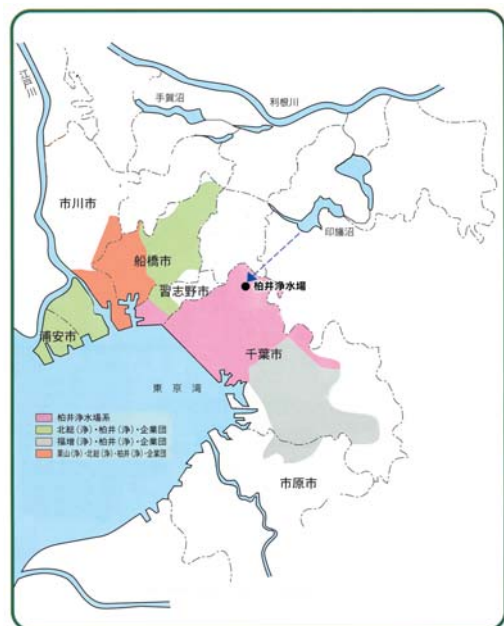 江戸川
手賀沼
利根川
市川市
印旛沼
船橋市
柏井浄水場
習志野市
浦安市
千葉市
東京湾
柏井浄水場系
北総(浄)・柏井(浄)・企業団
福増(浄)・柏井(浄)・企業団
栗山(浄)・北総(浄)・柏井(浄)・企業団
市原市